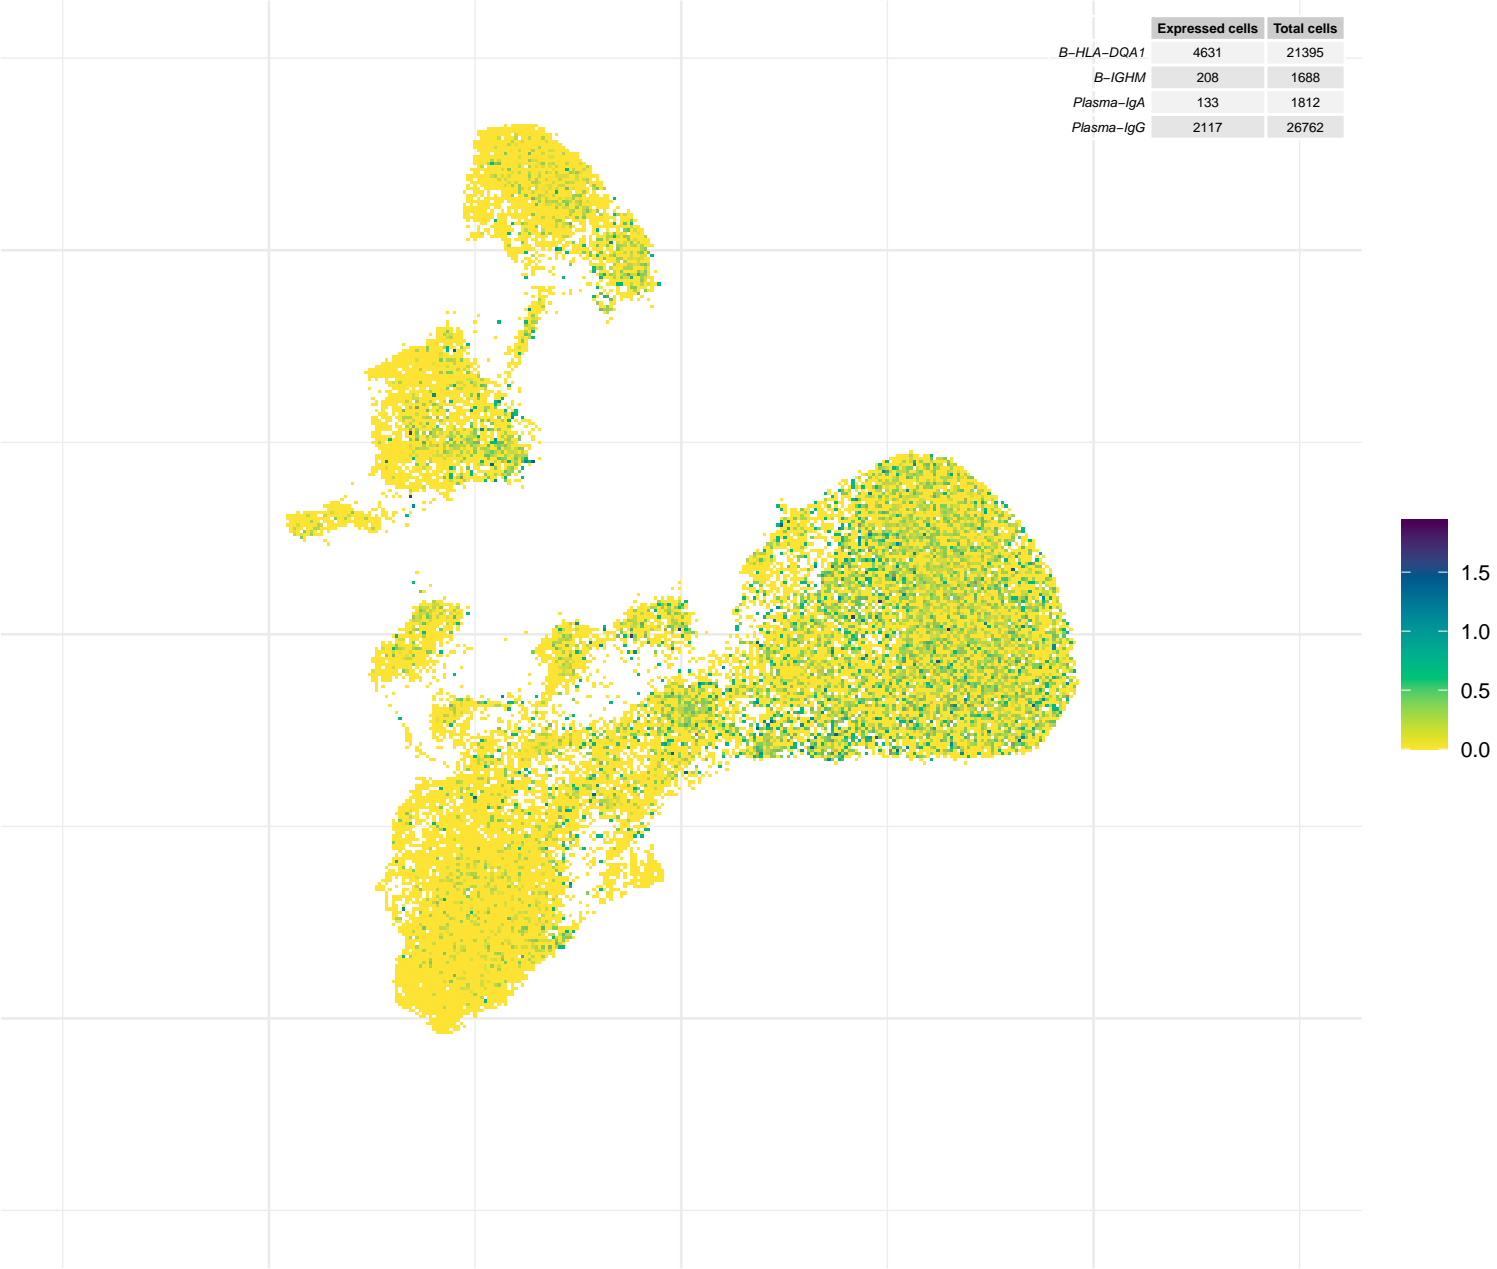 Expressed cells Total cells
B−HLA−DQA1 4631 21395
B−IGHM 208 1688
Plasma−IgA 133 1812
Plasma−IgG 2117 26762
1.5
1.0
0.5
0.0